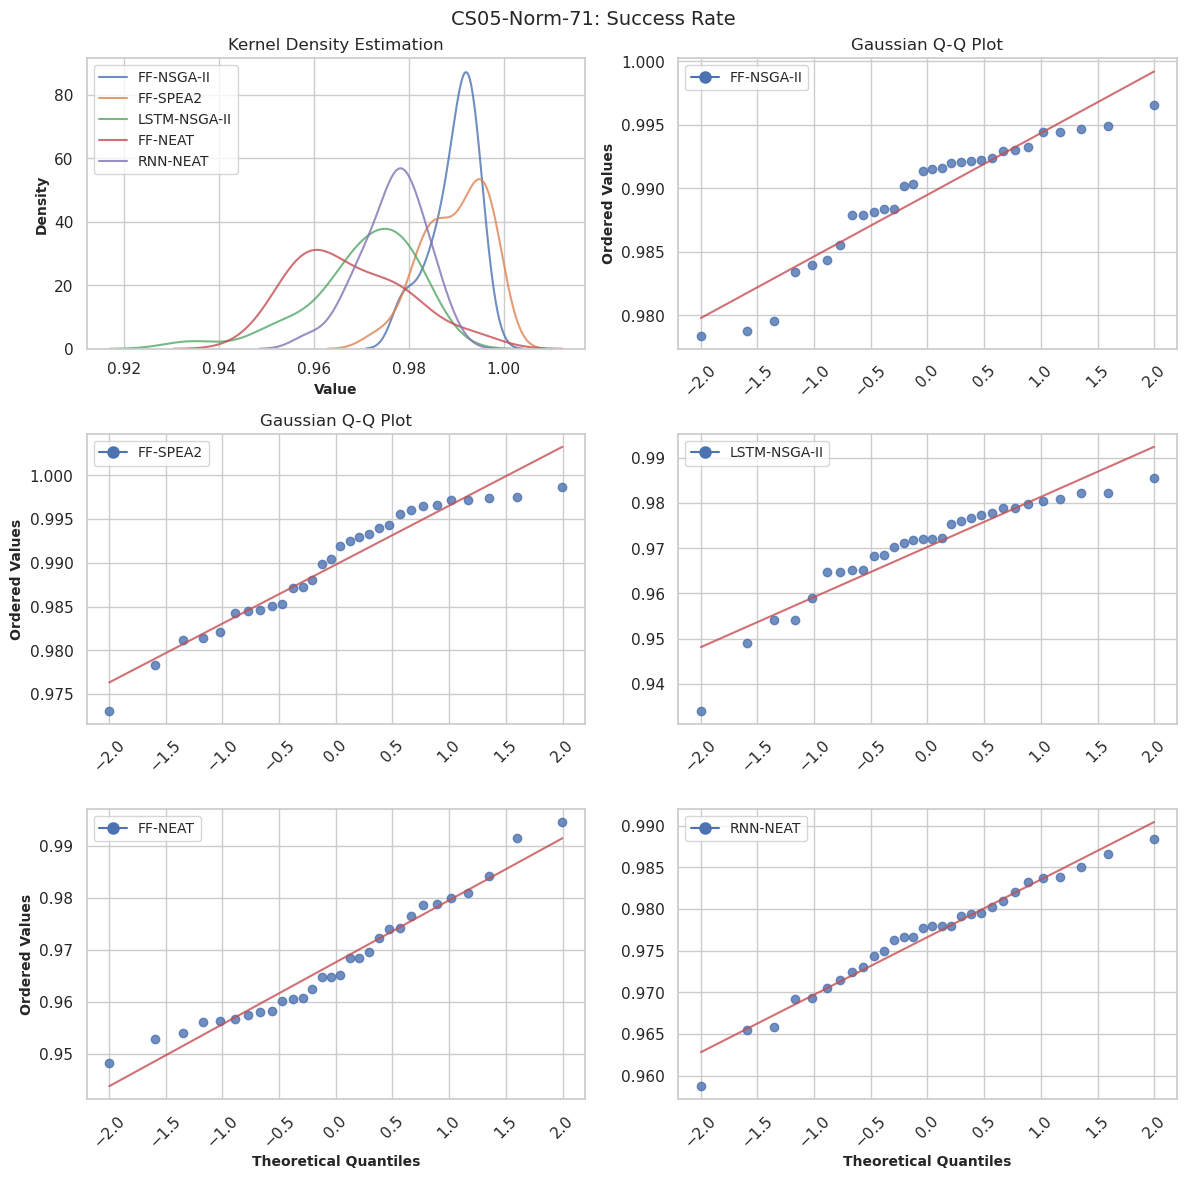 CS05-Norm-71: Success Rate
Kernel Density Estimation
FF-NSGA-II
FF-SPEA2
LSTM-NSGA-II
FF-NEAT
RNN-NEAT
Density
80
60
40
20
0
0.92 0.94 0.96 0.98 1.00
Value
Gaussian Q-Q Plot
FF-NSGA-II
Ordered Values
1.000
0.995
0.990
0.985
0.980
−2.0 −1.5 −1.0 −0.5 0.0 0.5 1.0 1.5 2.0
Gaussian Q-Q Plot
FF-SPEA2
Ordered Values
1.000
0.995
0.990
0.985
0.980
0.975
−2.0 −1.5 −1.0 −0.5 0.0 0.5 1.0 1.5 2.0
LSTM-NSGA-II
0.99
0.98
0.97
0.96
0.95
0.94
−2.0 −1.5 −1.0 −0.5 0.0 0.5 1.0 1.5 2.0
FF-NEAT
Ordered Values
0.99
0.98
0.97
0.96
0.95
−2.0 −1.5 −1.0 −0.5 0.0 0.5 1.0 1.5 2.0
Theoretical Quantiles
RNN-NEAT
0.990
0.985
0.980
0.975
0.970
0.965
0.960
−2.0 −1.5 −1.0 −0.5 0.0 0.5 1.0 1.5 2.0
Theoretical Quantiles